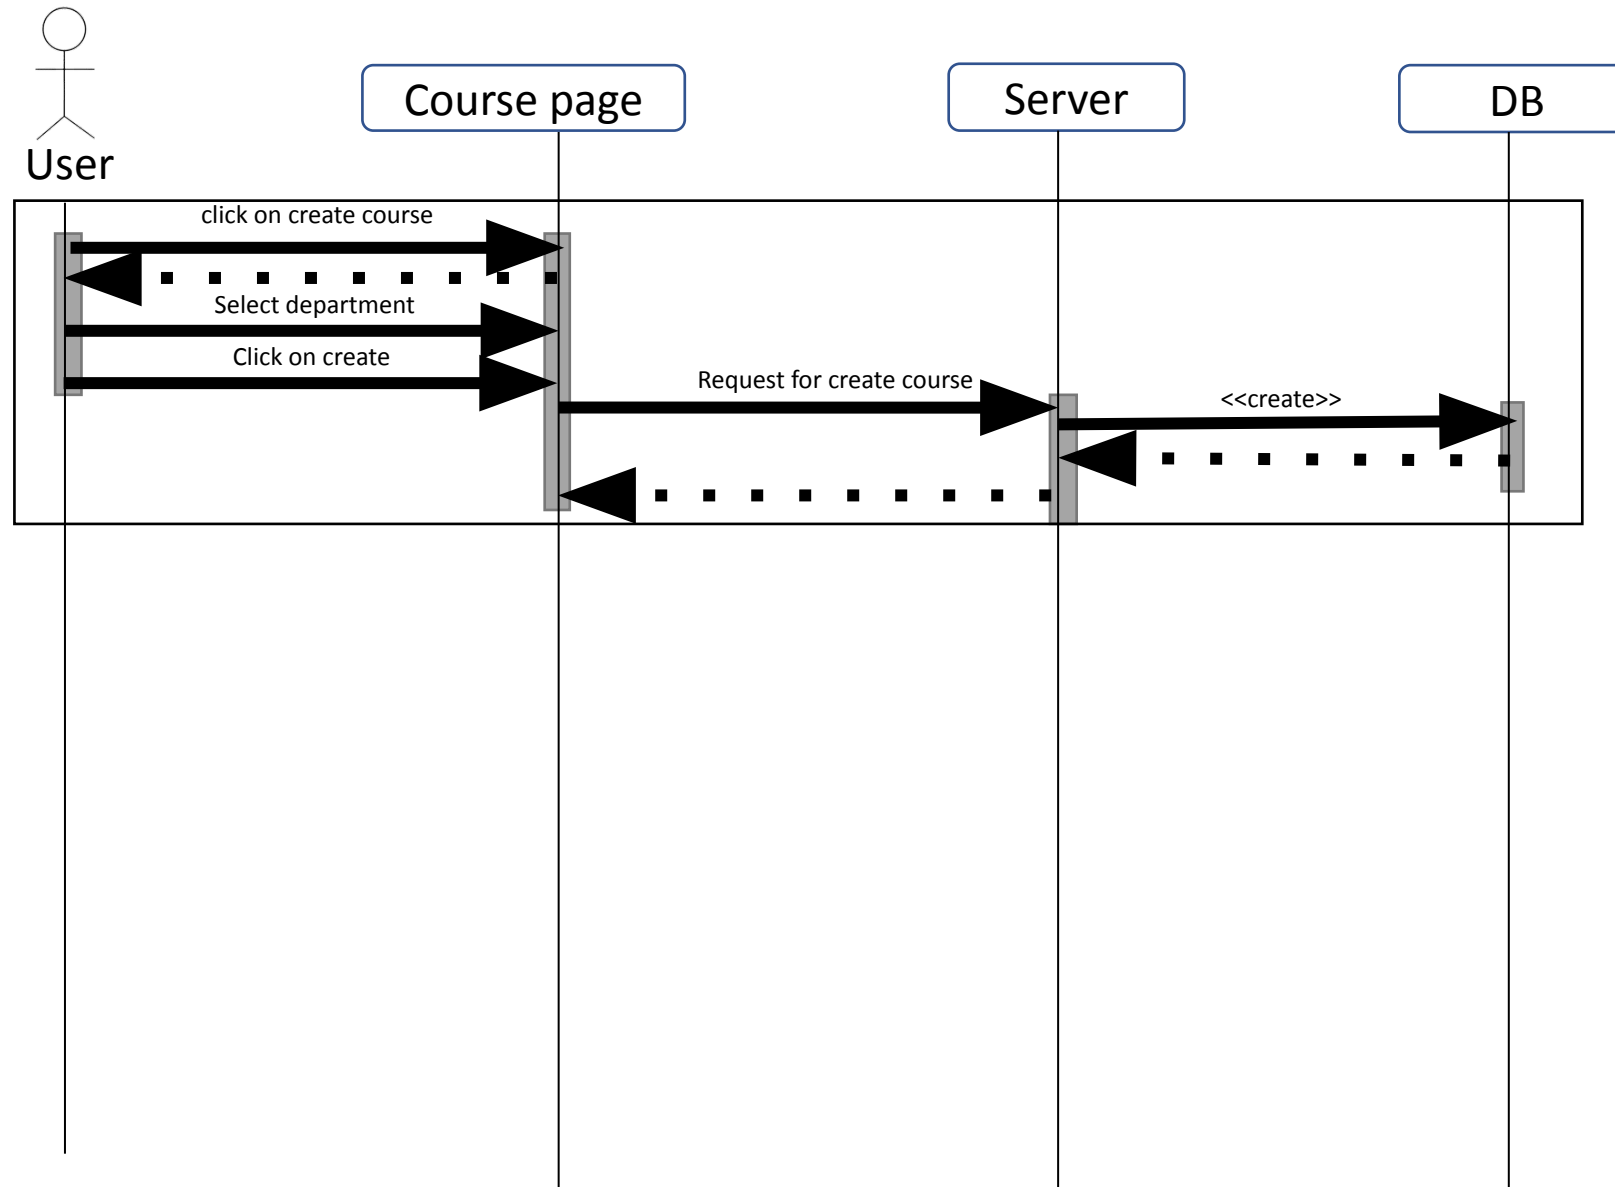 Course page
Server
DB
User
click on create course
Select department
Click on create
Request for create course
<<create>>